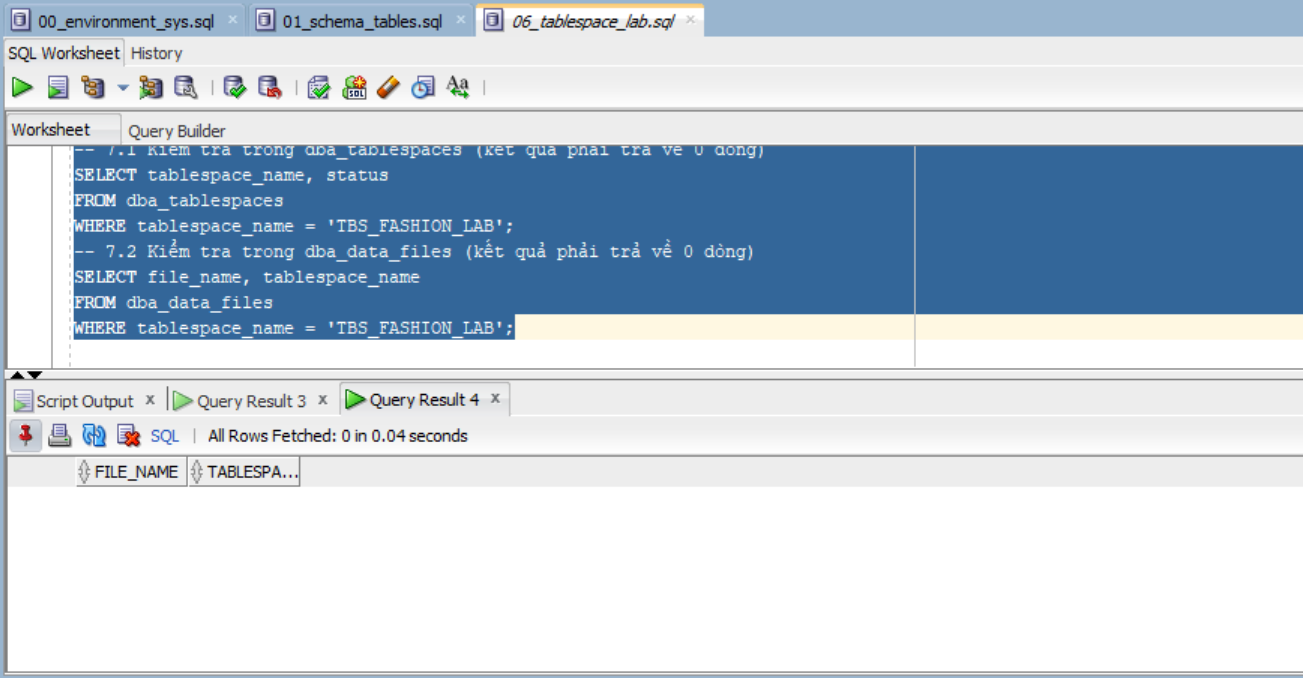 00_environment_sys.sql 01_schema_tables.sql 06_tablespace_lab.sql
SQL Worksheet History
Worksheet Query Builder
-- 7.1 Kiểm tra trong dba_tablespaces (kết quả phải trả về 0 dòng)
SELECT tablespace_name, status
FROM dba_tablespaces
WHERE tablespace_name = 'TBS_FASHION_LAB';
-- 7.2 Kiểm tra trong dba_data_files (kết quả phải trả về 0 dòng)
SELECT file_name, tablespace_name
FROM dba_data_files
WHERE tablespace_name = 'TBS_FASHION_LAB';
Script Output x Query Result 3 x Query Result 4 x
SQL | All Rows Fetched: 0 in 0.04 seconds
FILE_NAME TABLESPA...